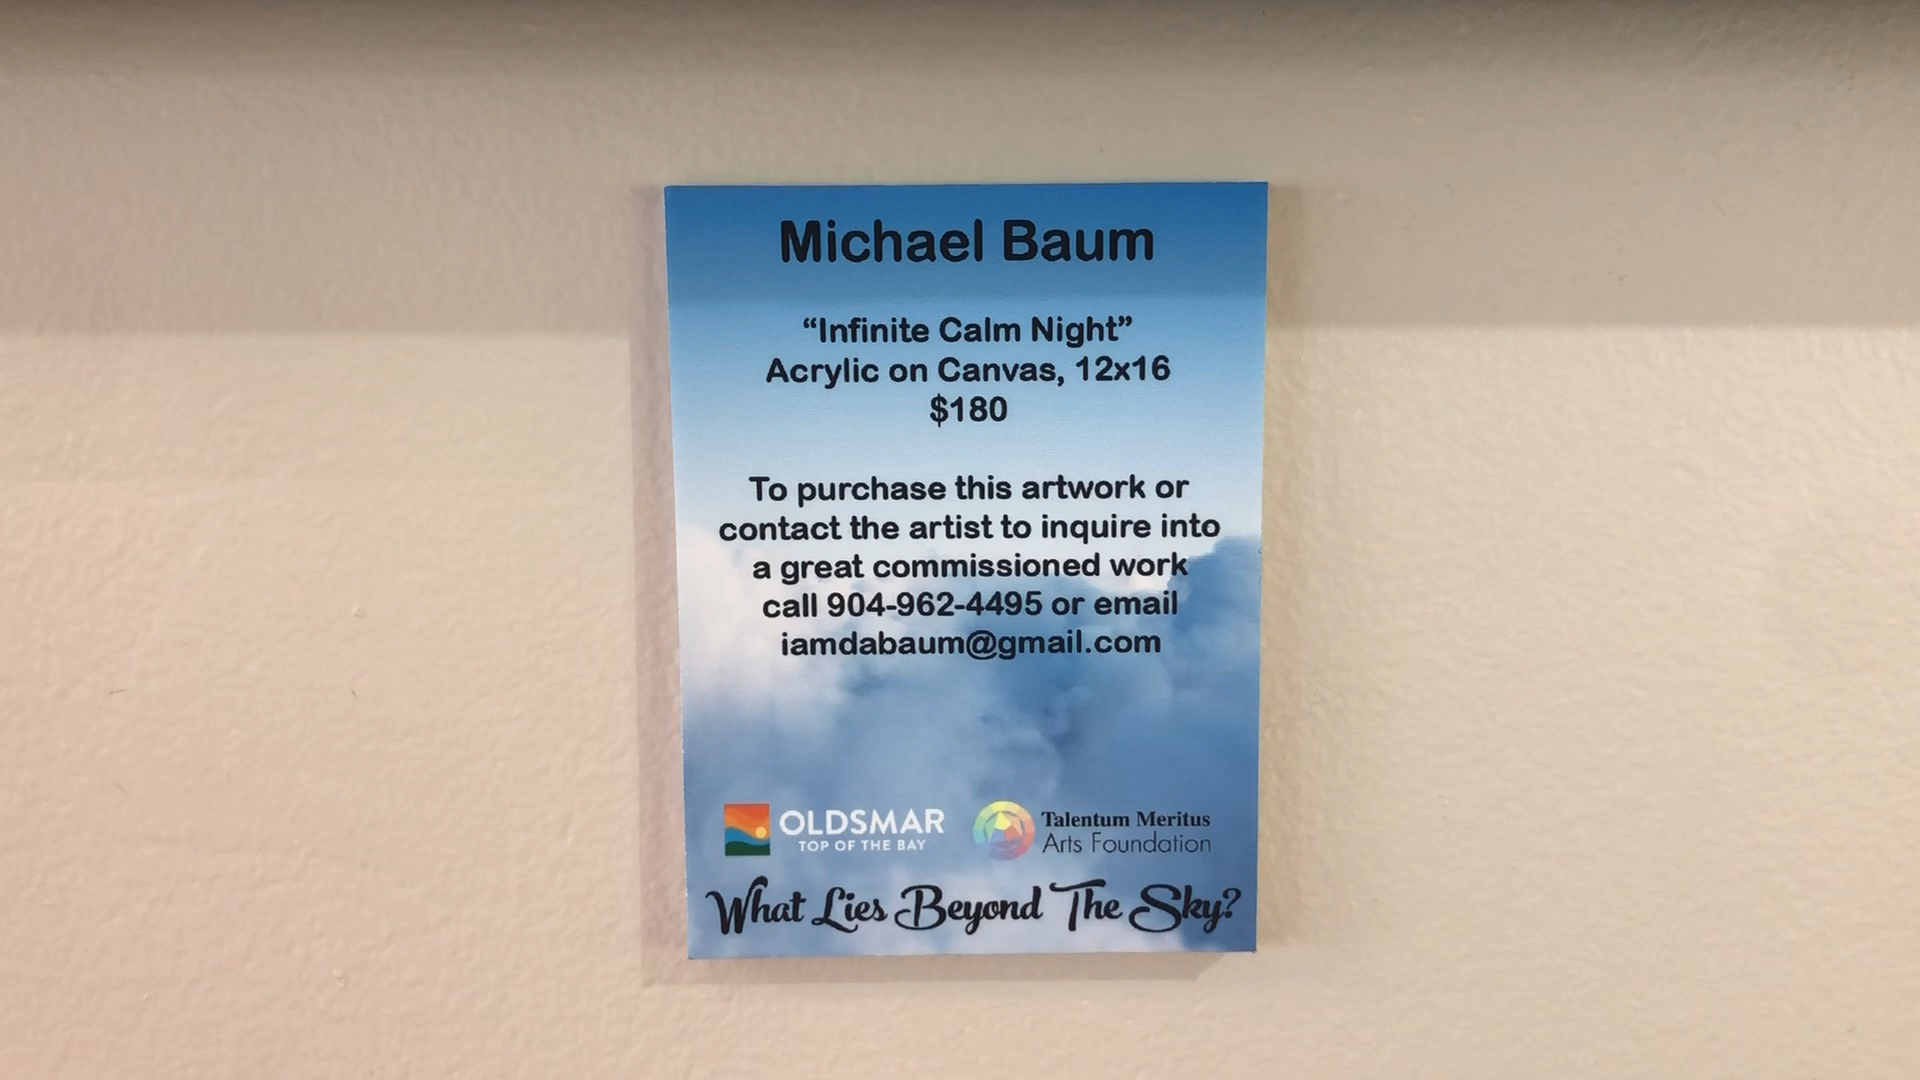 Michael Baum
“Infinite Calm Night”
Acrylic on Canvas, 12x16
$180
To purchase this artwork or
contact the artist to inquire into
a great commissioned work
call 904-962-4495 or email
iamdabaum@gmail.com
OLDSMAR
TOP OF THE BAY
Talentum Meritus
Arts Foundation
What Lies Beyond The Sky?